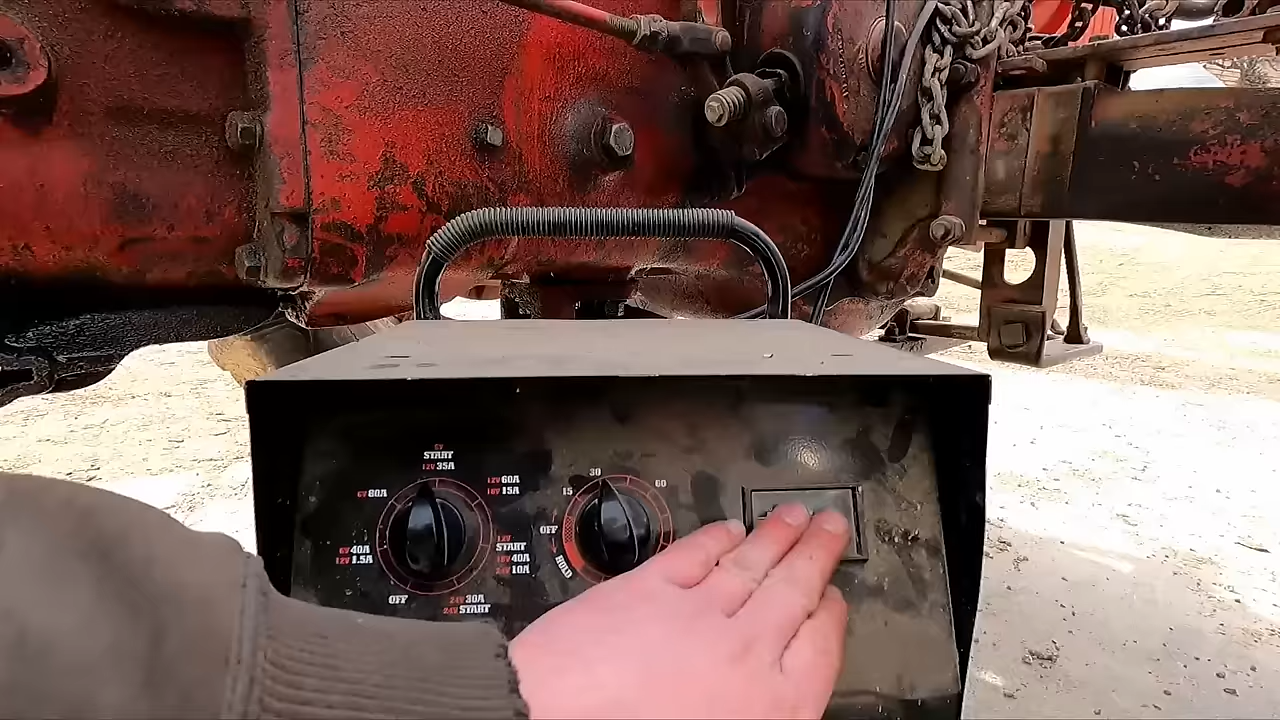 6V
START
12V 35A
6V 80A
12V 60A
18V 15A
6V 40A
12V 1.5A
12V
START
18V 40A
24V 10A
OFF
24V 30A
24V START
30
15
60
OFF
HOLD